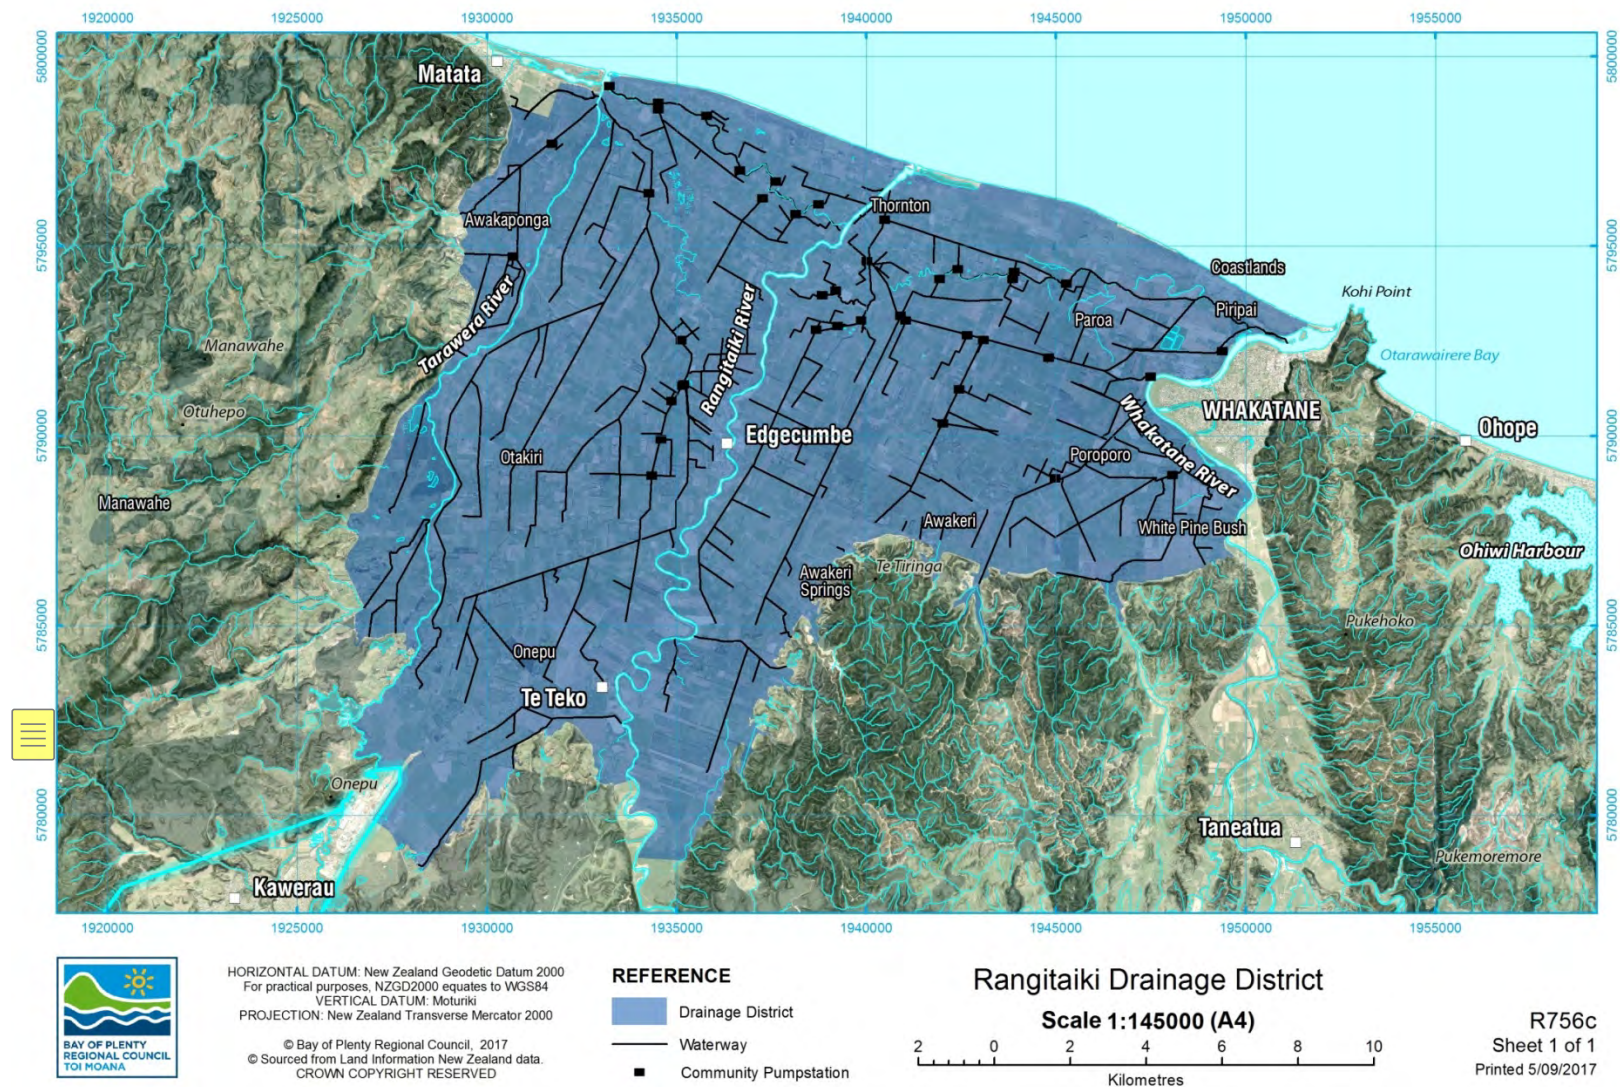 1920000 1925000 1930000 1935000 1940000 1945000 1950000 1955000
5800000 5800000
Matata
Awakaponga
Thornton
5795000 5795000
Coastlands
Kohi Point
Piripai
Paroa
Tarawera River
Rangitaiki River
Manawahe
Otarawairere Bay
Otuhepo
WHAKATANE
Whakatane River
Ohope
Edgecumbe
5790000 5790000
Otakiri
Poroporo
Manawahe
Awakeri
White Pine Bush
Ohiwi Harbour
Te Tiringa
Awakeri
Springs
5785000 5785000
Pukehoko
Onepu
Te Teko
Onepu
5780000 5780000
Taneatua
Pukemoremore
Kawerau
1920000 1925000 1930000 1935000 1940000 1945000 1950000 1955000
BAY OF PLENTY
REGIONAL COUNCIL
TOI MOANA
HORIZONTAL DATUM: New Zealand Geodetic Datum 2000
For practical purposes, NZGD2000 equates to WGS84
VERTICAL DATUM: Moturiki
PROJECTION: New Zealand Transverse Mercator 2000
© Bay of Plenty Regional Council, 2017
© Sourced from Land Information New Zealand data.
CROWN COPYRIGHT RESERVED
REFERENCE
Drainage District
Waterway
Community Pumpstation
Rangitaiki Drainage District
Scale 1:145000 (A4)
2 0 2 4 6 8 10
Kilometres
R756c
Sheet 1 of 1
Printed 5/09/2017